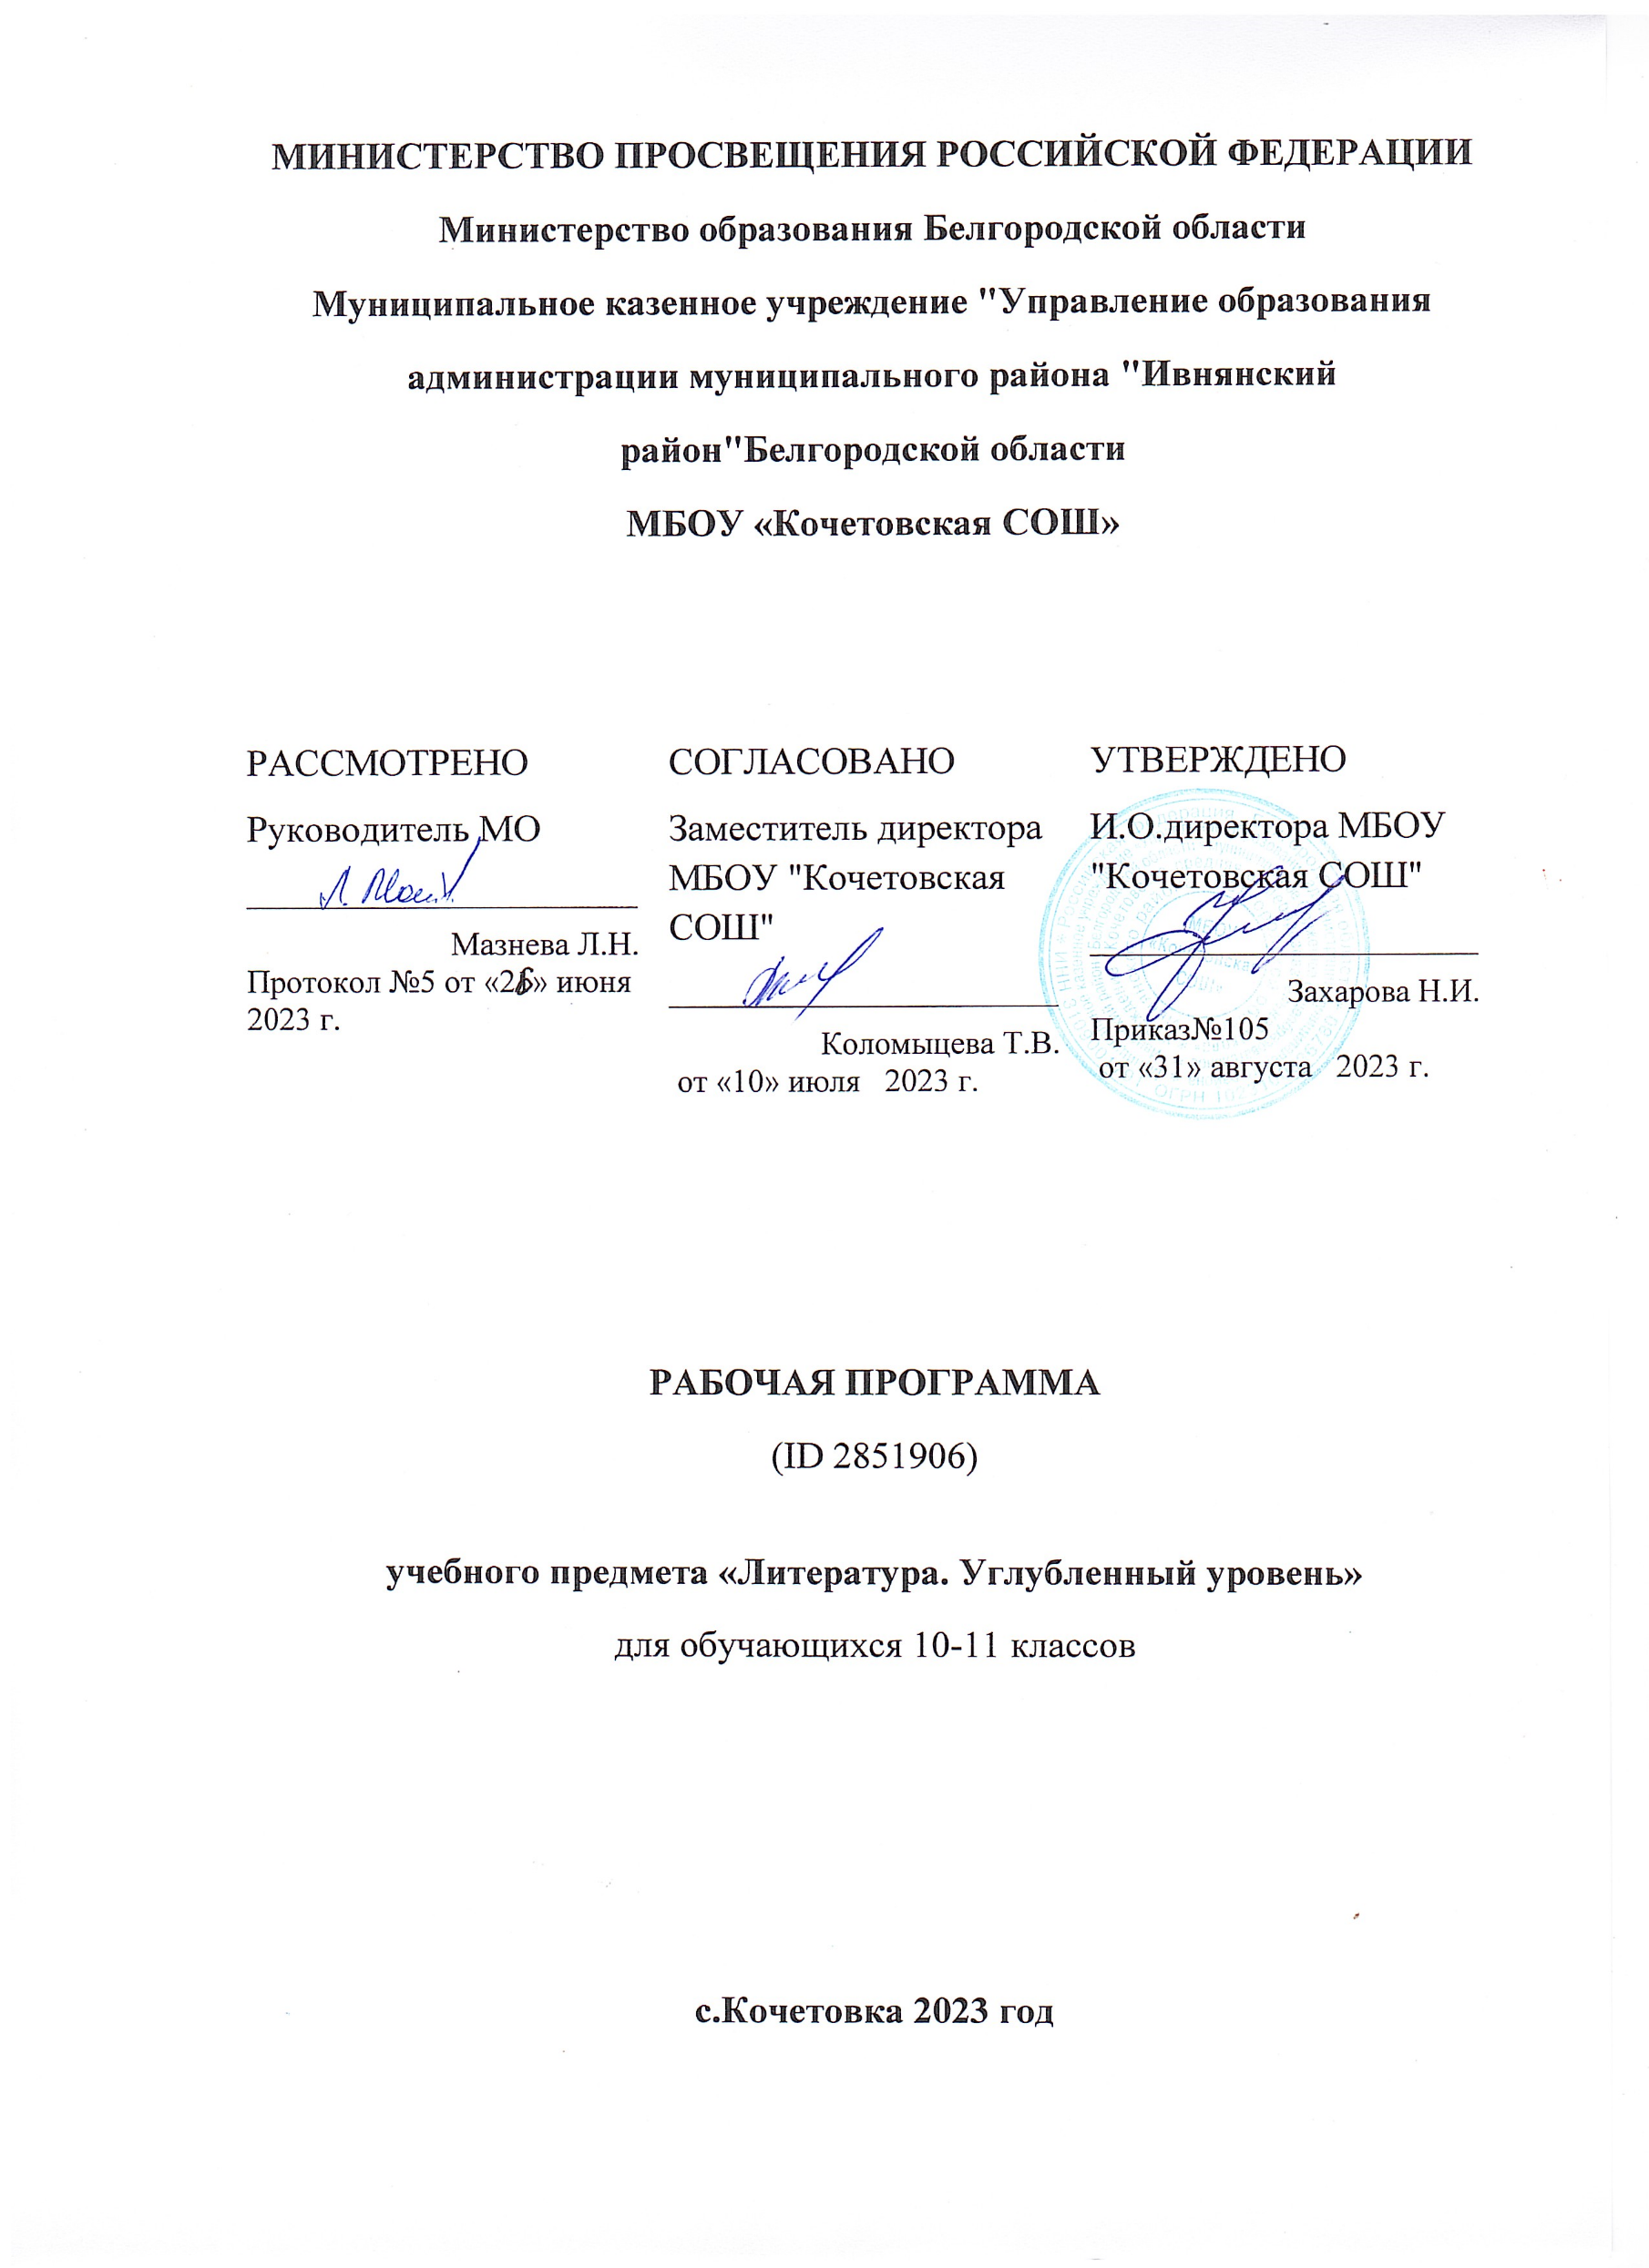 МИНИСТЕРСТВО ПРОСВЕЩЕНИЯ РОССИЙСКОЙ ФЕДЕРАЦИИ
Министерство образования Белгородской области
Муниципальное казенное учреждение "Управление образования
администрации муниципального района "Ивнянский
район"Белгородской области
МБОУ «Кочетовская СОШ»
РАССМОТРЕНО
Руководитель МО
Мазнева Л.Н.
Протокол №5 от «26» июня
2023 г.
СОГЛАСОВАНО
Заместитель директора
МБОУ "Кочетовская
СОШ"
Коломыцева Т.В.
от «10» июля 2023 г.
УТВЕРЖДЕНО
И.О.директора МБОУ
"Кочетовская СОШ"
Захарова Н.И.
Приказ№105
от «31» августа 2023 г.
РАБОЧАЯ ПРОГРАММА
(ID 2851906)
учебного предмета «Литература. Углубленный уровень»
для обучающихся 10-11 классов
с.Кочетовка 2023 год